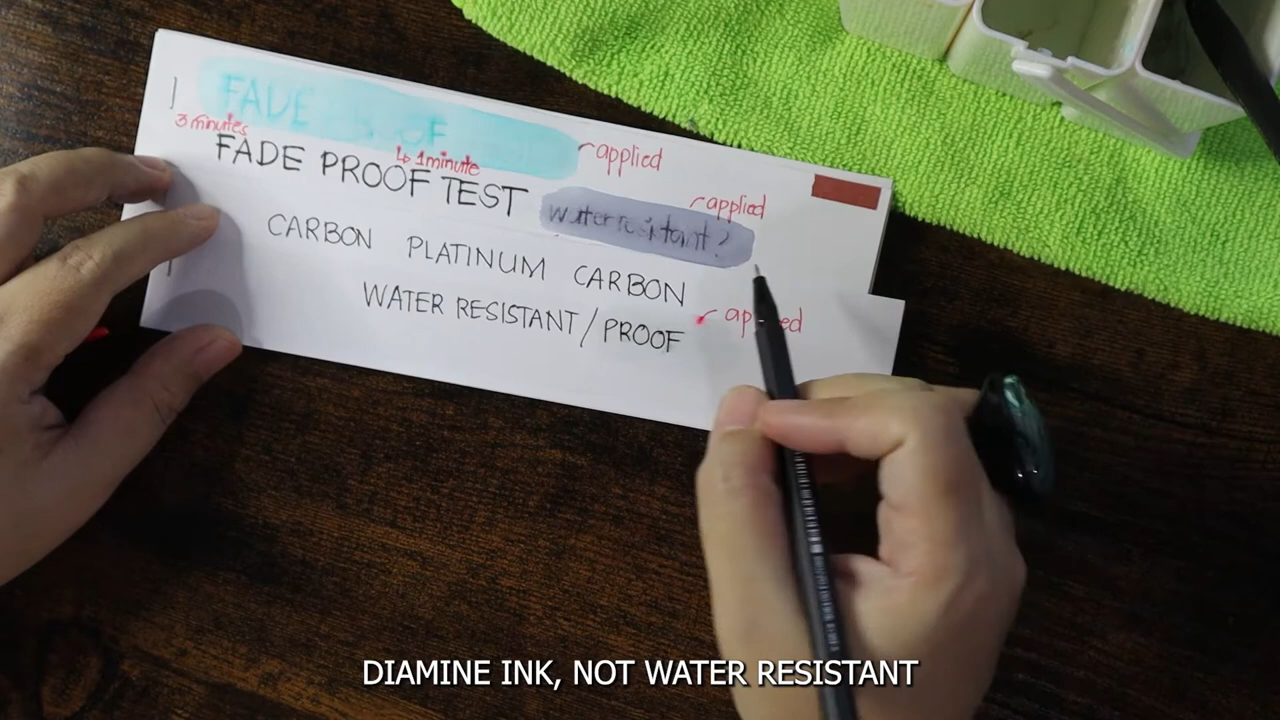 FADE OF
3 minutes
↳ 1 minute
applied
FADE PROOF TEST
applied
water resistant?
CARBON PLATINUM CARBON
WATER RESISTANT/PROOF
applied
DIAMINE INK, NOT WATER RESISTANT